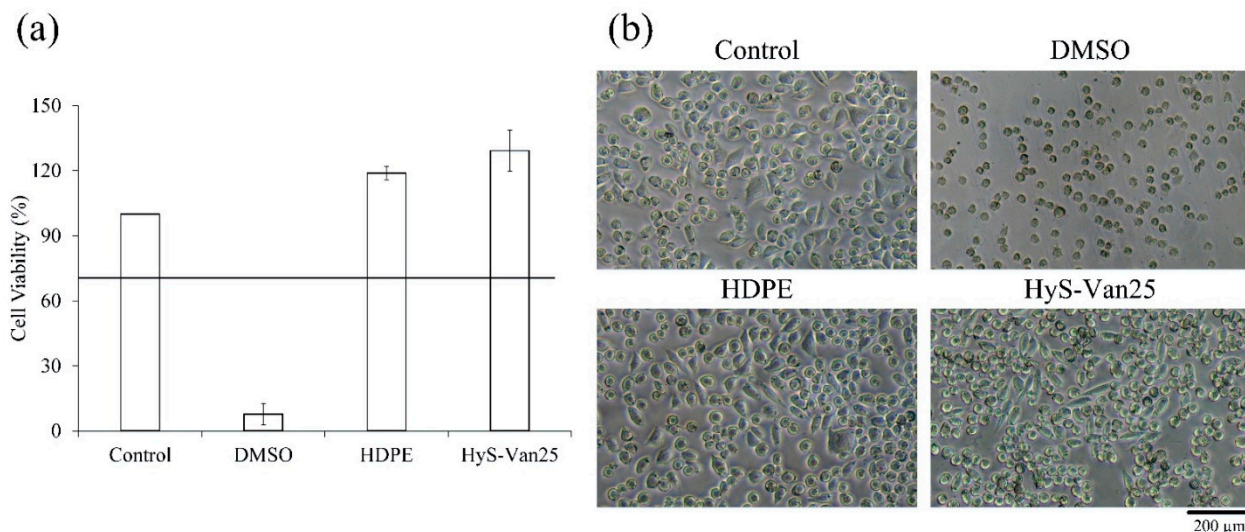 (a)
150
120
90
60
30
0
Cell Viability (%)
Control
DMSO
HDPE
HyS-Van25
(b)
Control
DMSO
HDPE
HyS-Van25
200 µm